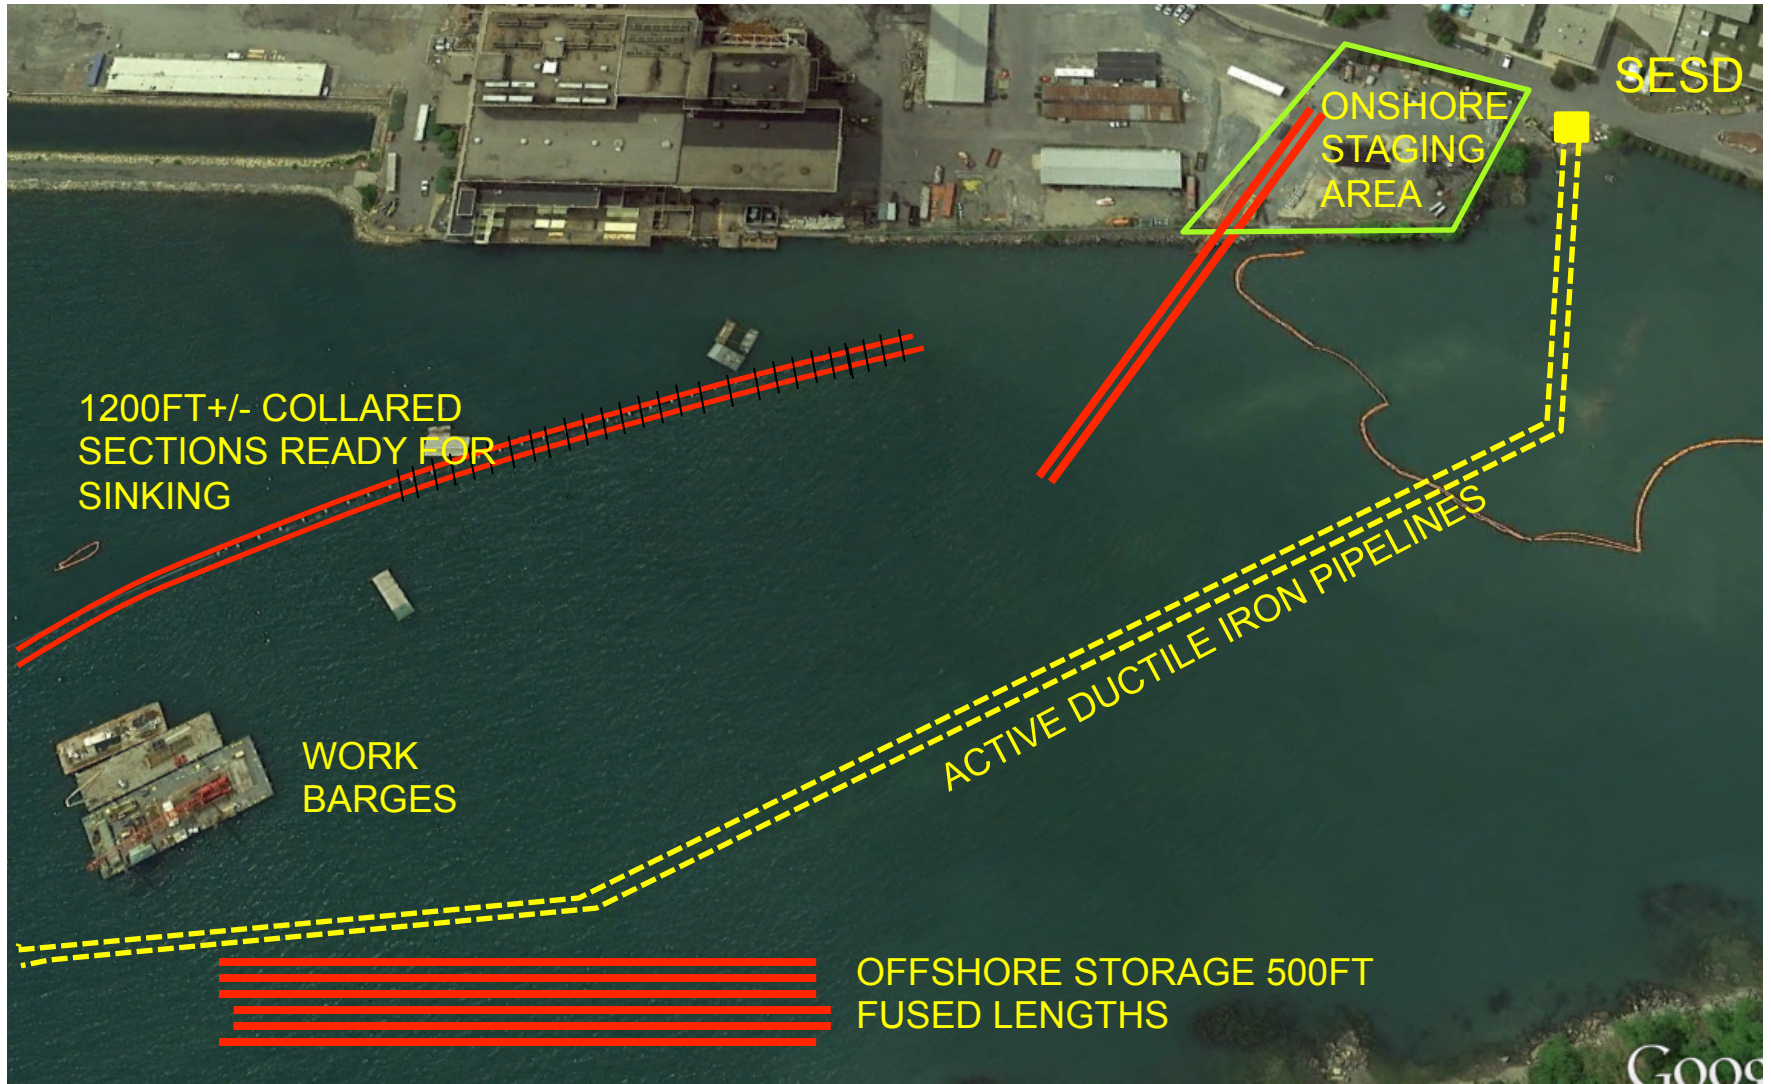 SESD
ONSHORE
STAGING
AREA
1200FT+/- COLLARED
SECTIONS READY FOR
SINKING
ACTIVE DUCTILE IRON PIPELINES
WORK
BARGES
OFFSHORE STORAGE 500FT
FUSED LENGTHS
Goog